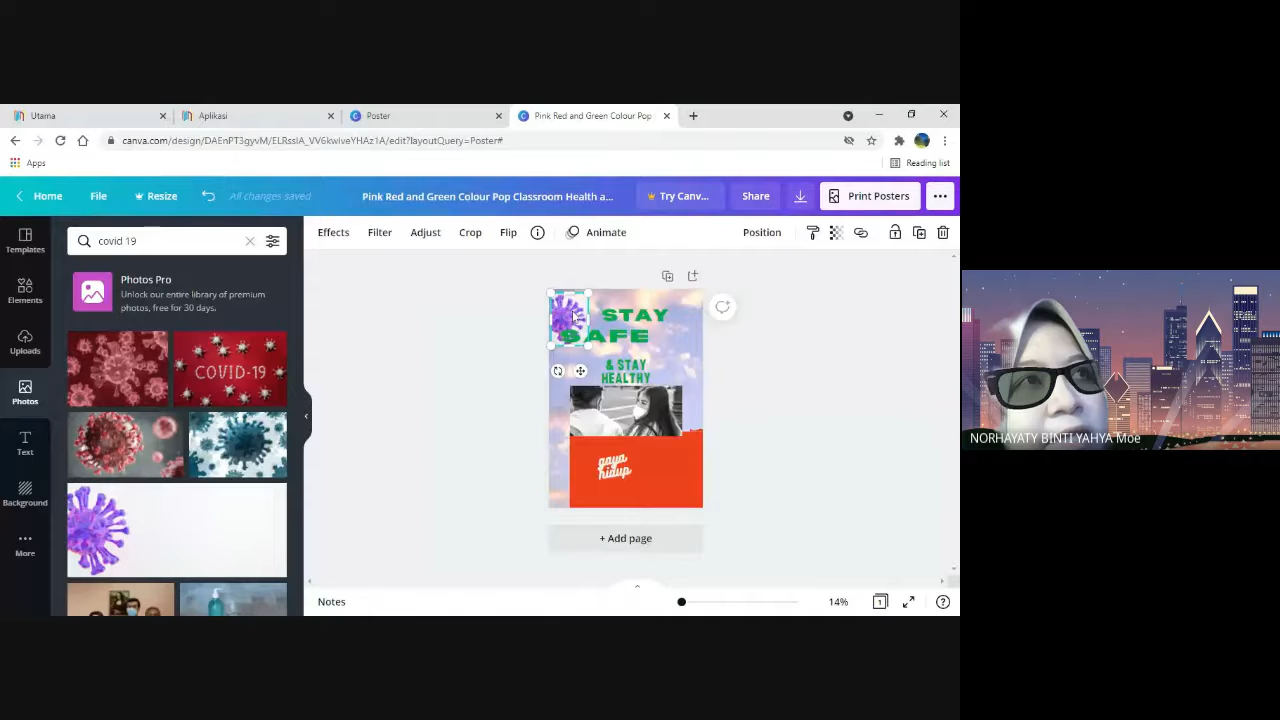 Utama
Aplikasi
Poster
Pink Red and Green Colour Pop
canva.com/design/DAEnPT3gyvM/ELRssIA_VV6kwiveYHAz1A/edit?layoutQuery=Poster#
Apps
Reading list
Home
File
Resize
All changes saved
Pink Red and Green Colour Pop Classroom Health a...
Try Canv...
Share
Print Posters
Templates
Elements
Uploads
Photos
Text
Background
More
covid 19
Photos Pro
Unlock our entire library of premium
photos, free for 30 days.
COVID-19
Effects
Filter
Adjust
Crop
Flip
Animate
Position
STAY
SAFE
& STAY
HEALTHY
gaya
hidup
+ Add page
Notes
14%
1
NORHAYATY BINTI YAHYA Moe